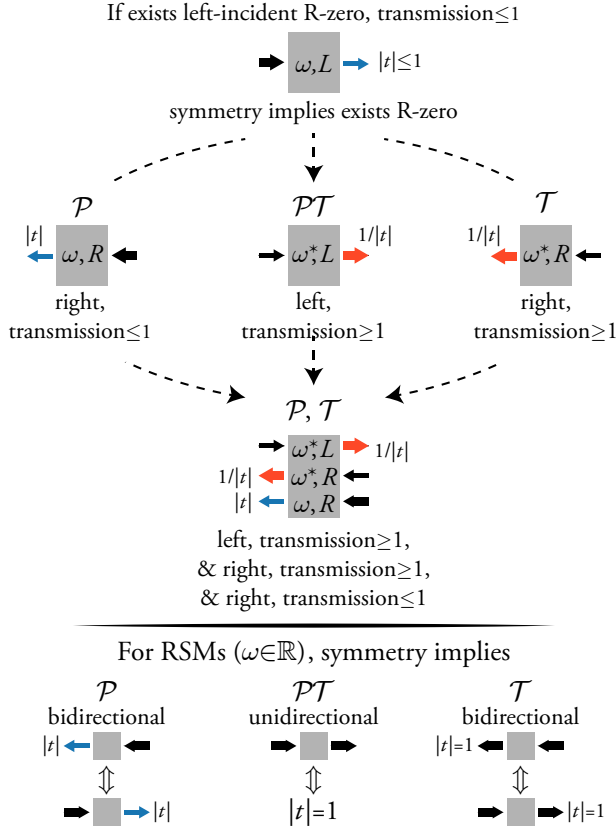 If exists left-incident R-zero, transmission≤1
ω,L
|t|≤1
symmetry implies exists R-zero
𝒫
𝒫𝒯
𝒯
|t|
1/|t|
1/|t|
ω, R
ω*, L
ω*, R
right,
transmission≤1
left,
transmission≥1
right,
transmission≥1
𝒫, 𝒯
ω*, L
1/|t|
1/|t|
ω*, R
|t|
ω, R
left, transmission≥1,
& right, transmission≥1,
& right, transmission≤1
For RSMs (ω∈ℝ), symmetry implies
𝒫
𝒫𝒯
𝒯
bidirectional
unidirectional
bidirectional
|t|
|t|=1
⇕
⇕
⇕
|t|
|t|=1
|t|=1